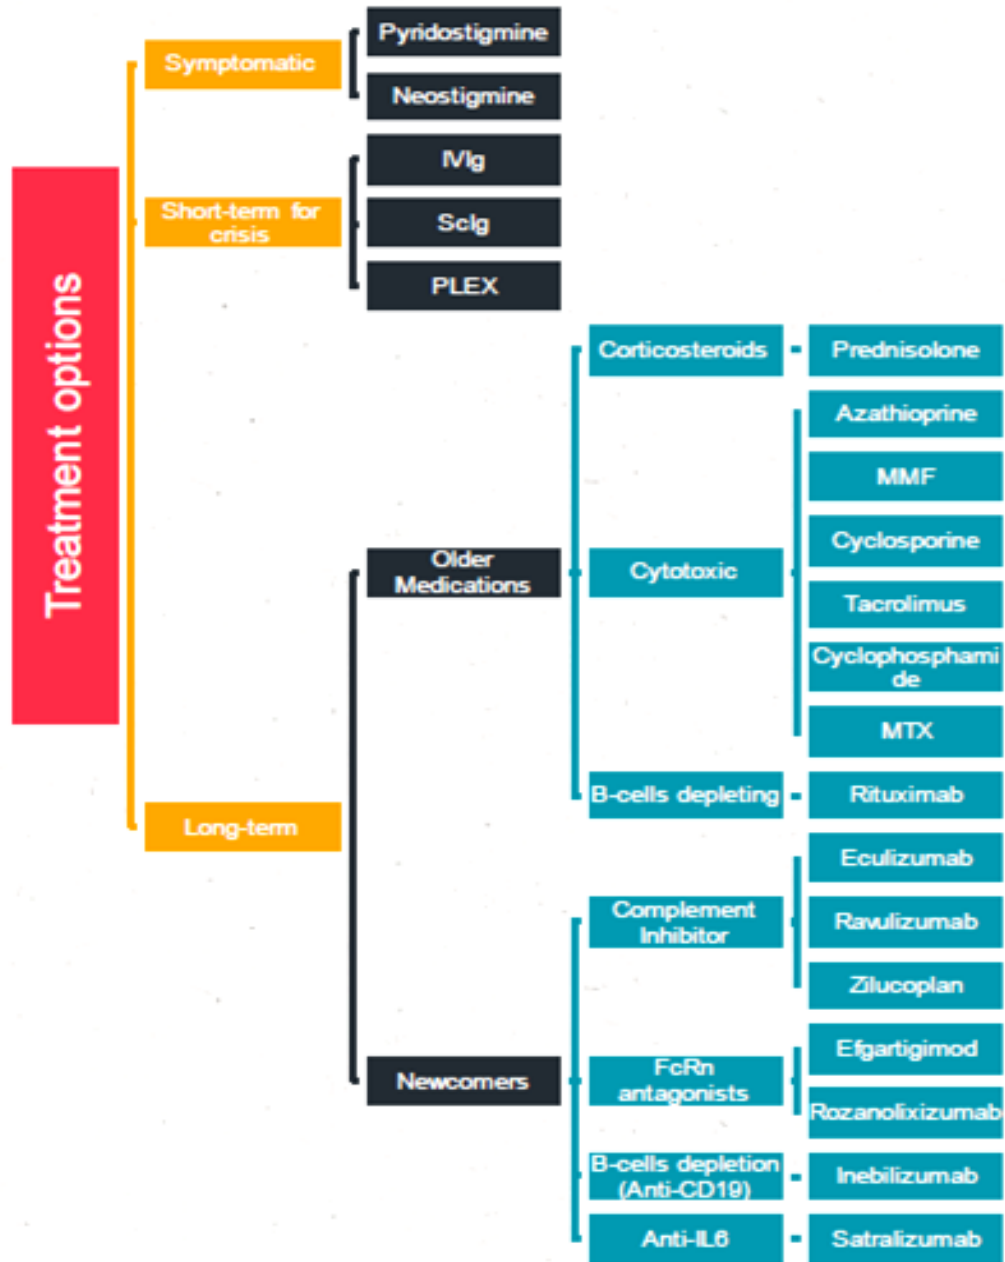 Treatment options
Symptomatic
Pyridostigmine
Neostigmine
Short-term for
crisis
IVIg
ScIg
PLEX
Long-term
Older
Medications
Corticosteroids
Prednisolone
Cytotoxic
Azathioprine
MMF
Cyclosporine
Tacrolimus
Cyclophosphami
de
MTX
B-cells depleting
Rituximab
Newcomers
Complement
Inhibitor
Eculizumab
Ravulizumab
Zilucoplan
FcRn
antagonists
Efgartigimod
Rozanolixizumab
B-cells depletion
(Anti-CD19)
Inebilizumab
Anti-IL6
Satralizumab